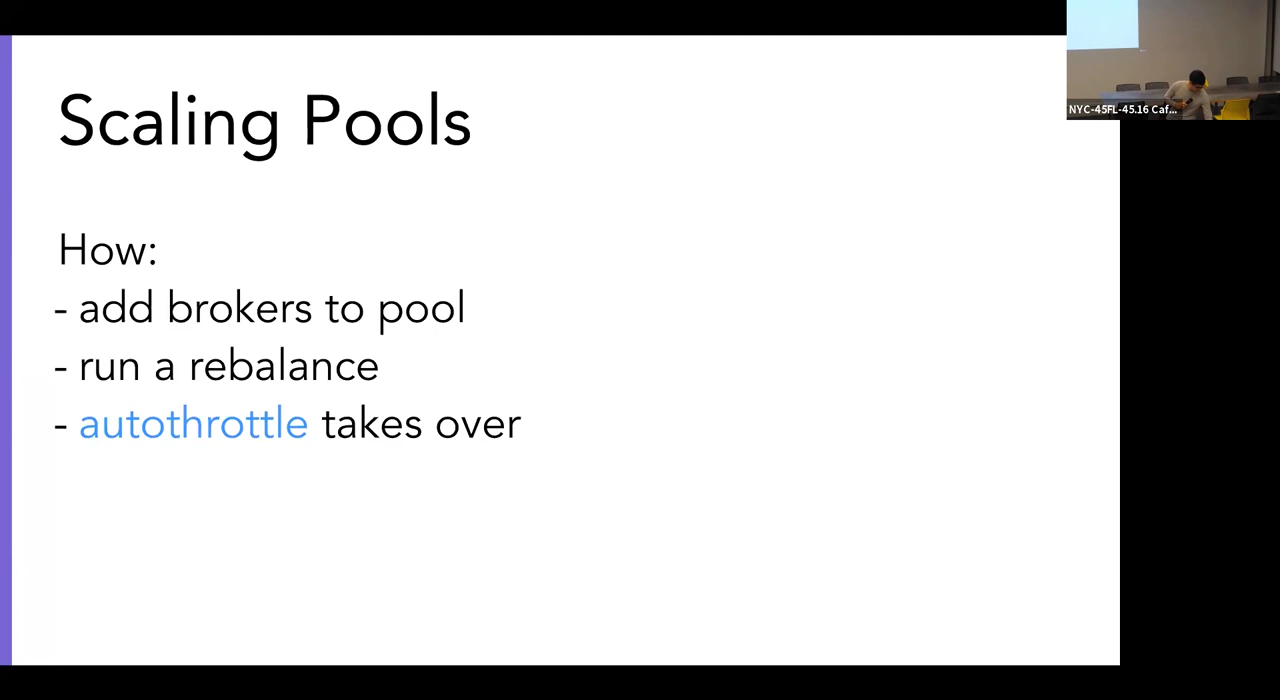 Scaling Pools
NYC-45FL-45.16 Caf...
How:
- add brokers to pool
- run a rebalance
- autothrottle takes over